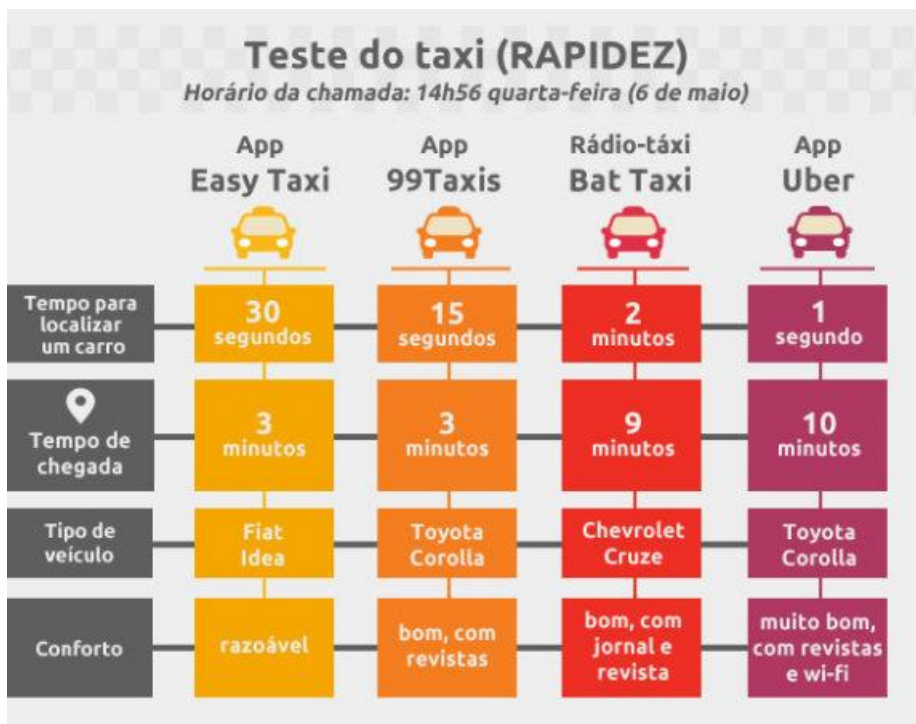 Teste do taxi (RAPIDEZ)
Horário da chamada: 14h56 quarta-feira (6 de maio)
App
Easy Taxi
App
99Taxis
Rádio-táxi
Bat Taxi
App
Uber
Tempo para
localizar
um carro
30
segundos
15
segundos
2
minutos
1
segundo
Tempo de
chegada
3
minutos
3
minutos
9
minutos
10
minutos
Tipo de
veículo
Fiat
Idea
Toyota
Corolla
Chevrolet
Cruze
Toyota
Corolla
Conforto
razoável
bom, com
revistas
bom, com
jornal e
revista
muito bom,
com revistas
e wi-fi